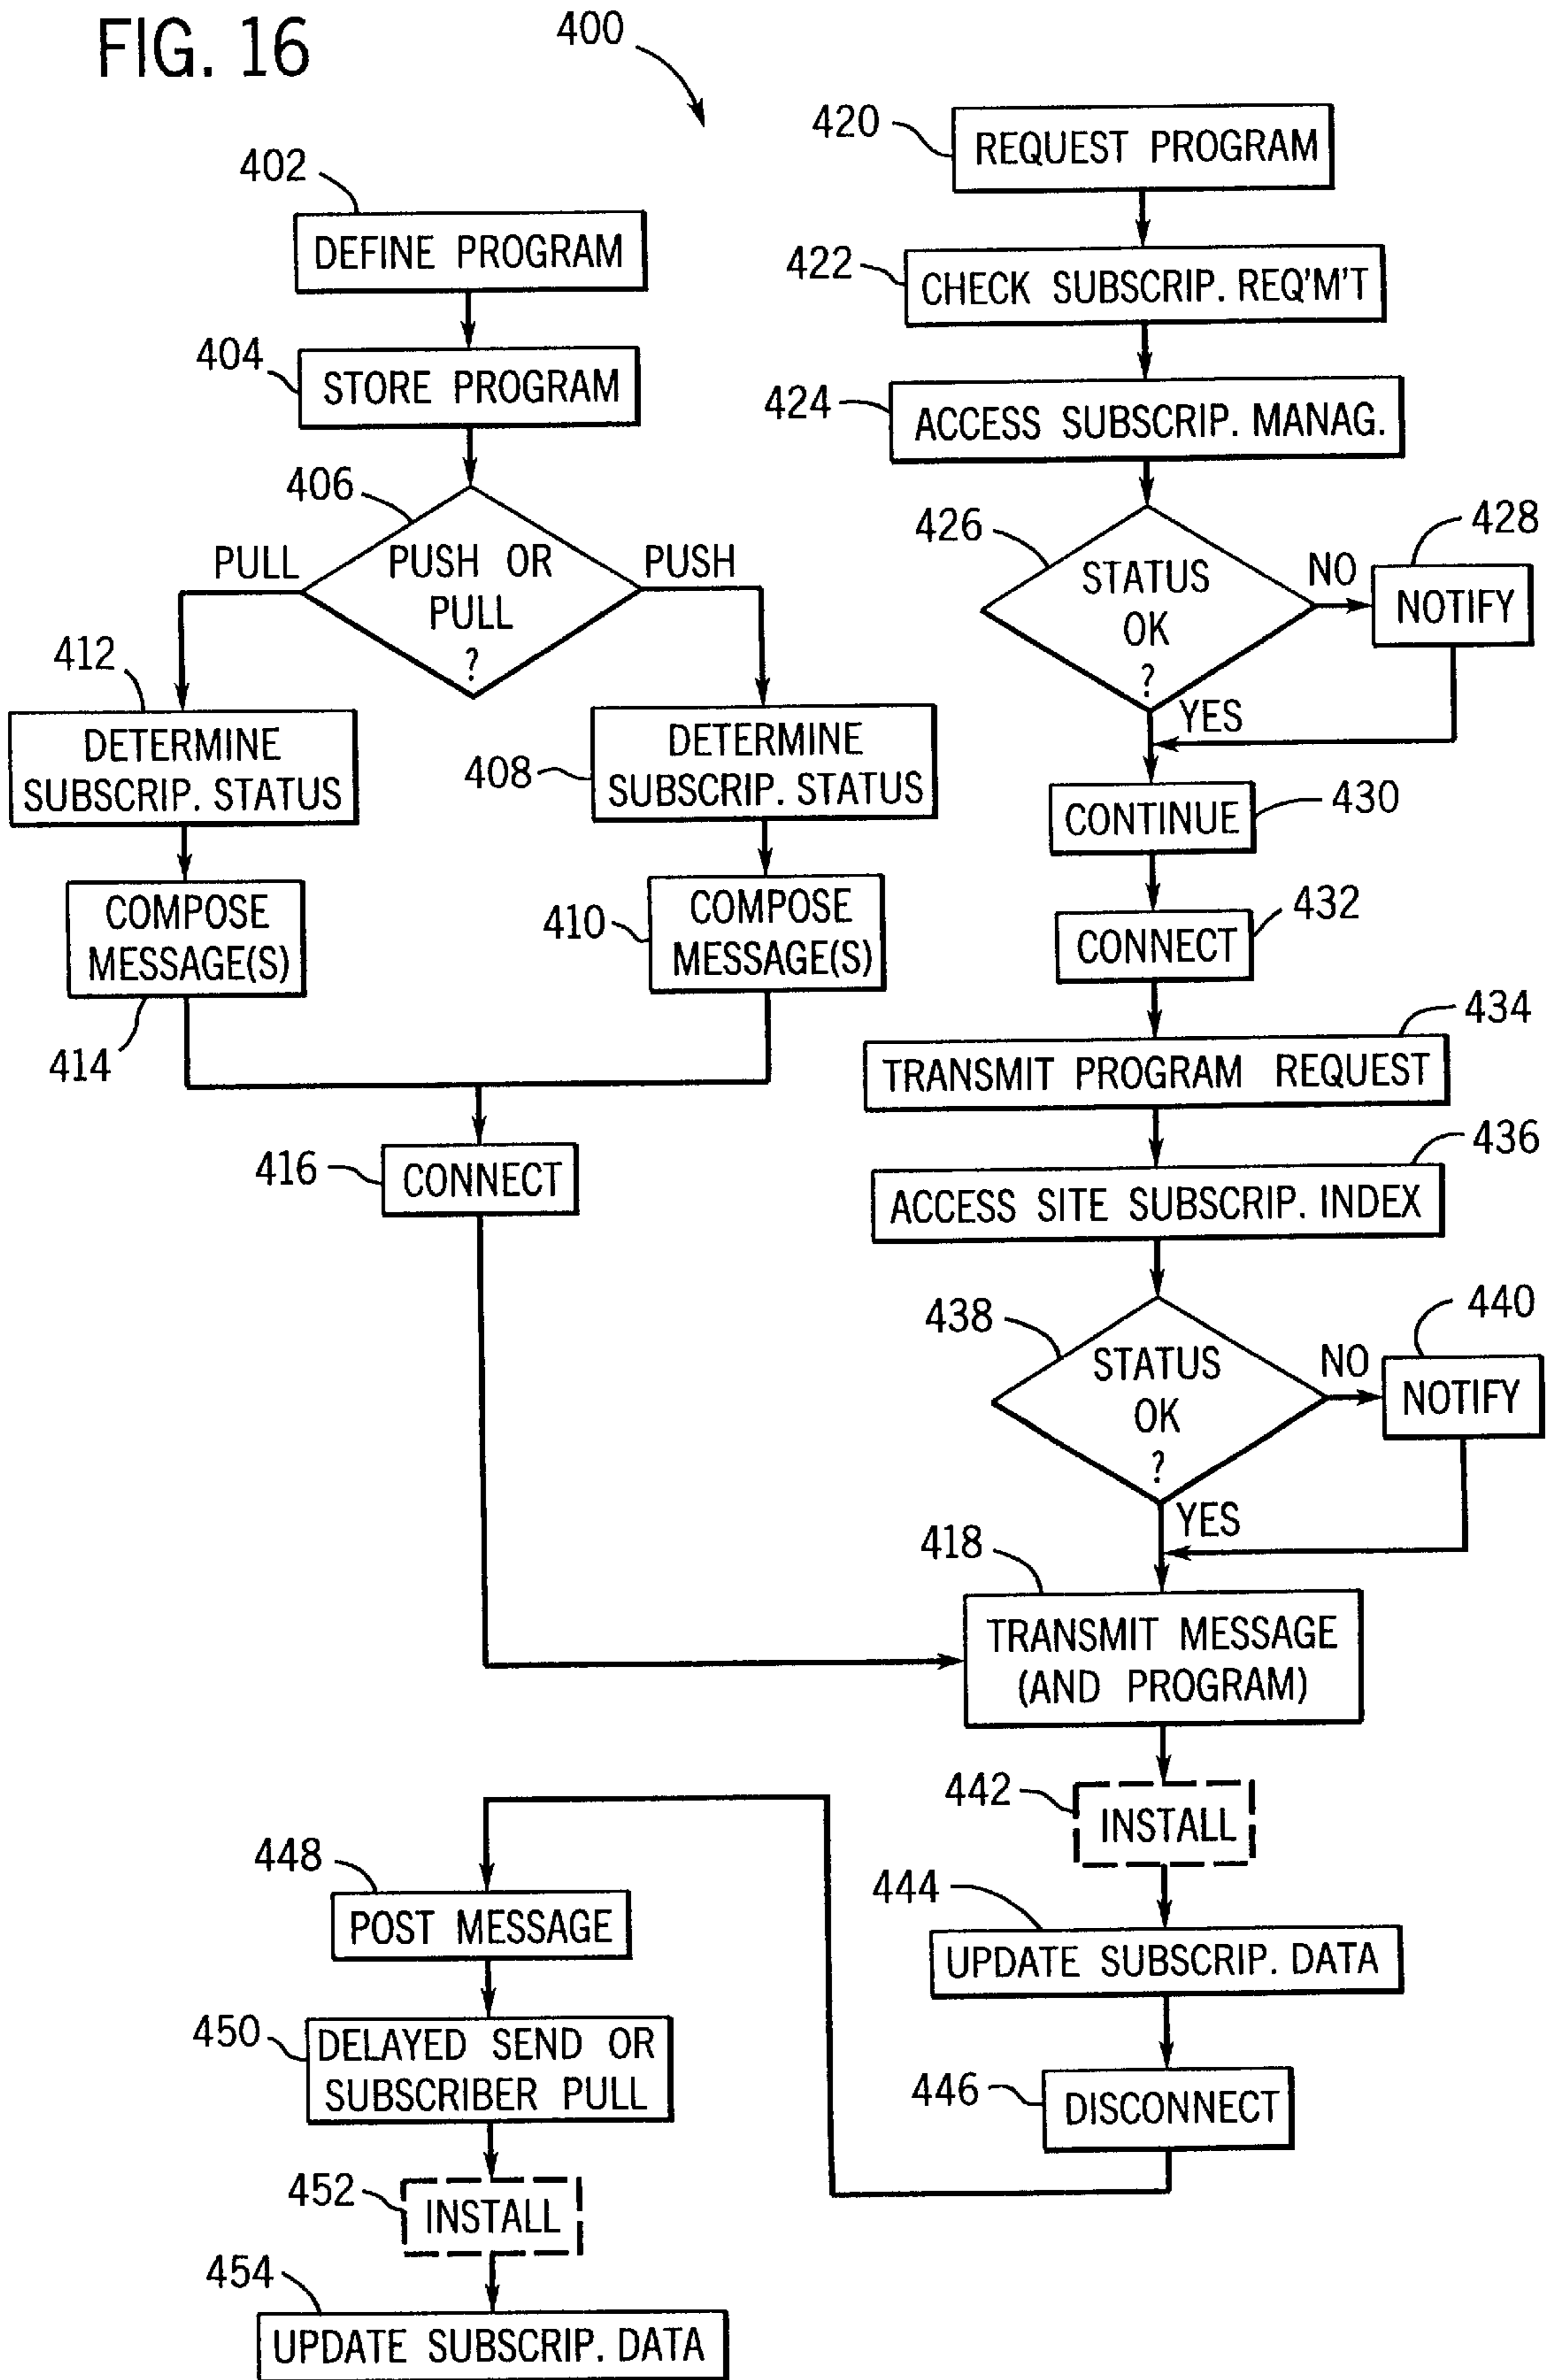 FIG. 16
400
402
DEFINE PROGRAM
404
STORE PROGRAM
406
PUSH OR
PULL
?
PULL
PUSH
412
DETERMINE
SUBSCRIP. STATUS
408
DETERMINE
SUBSCRIP. STATUS
COMPOSE
MESSAGE(S)
414
410
COMPOSE
MESSAGE(S)
416
CONNECT
420
REQUEST PROGRAM
422
CHECK SUBSCRIP. REQ'M'T
424
ACCESS SUBSCRIP. MANAG.
426
STATUS
OK
?
NO
428
NOTIFY
YES
CONTINUE
430
432
CONNECT
434
TRANSMIT PROGRAM REQUEST
436
ACCESS SITE SUBSCRIP. INDEX
438
STATUS
OK
?
NO
440
NOTIFY
YES
418
TRANSMIT MESSAGE
(AND PROGRAM)
442
INSTALL
444
UPDATE SUBSCRIP. DATA
446
DISCONNECT
448
POST MESSAGE
450
DELAYED SEND OR
SUBSCRIBER PULL
452
INSTALL
454
UPDATE SUBSCRIP. DATA